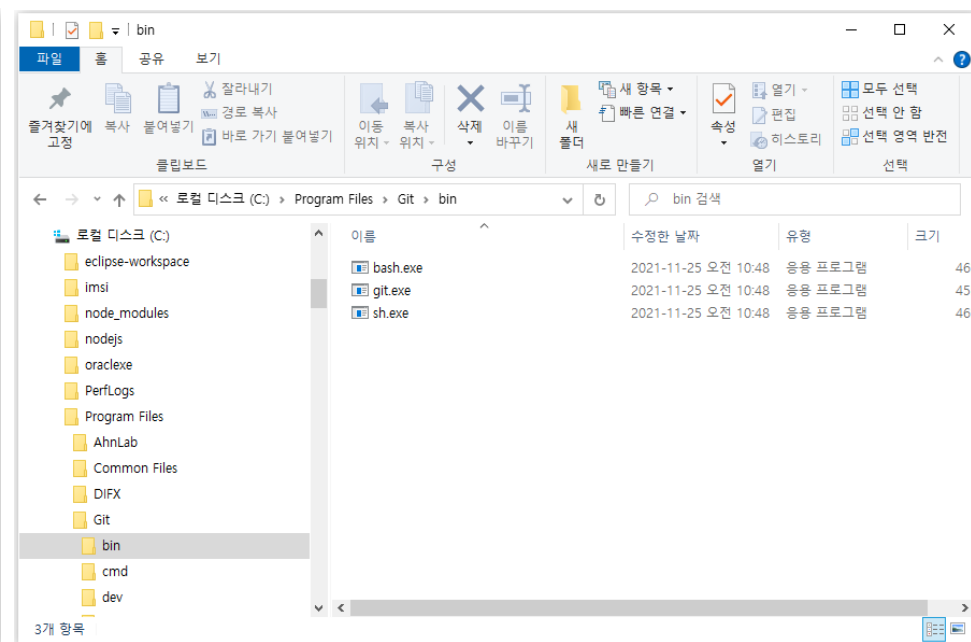 bin
파일 홈 공유 보기
즐겨찾기에 고정
복사
붙여넣기
잘라내기
경로 복사
바로 가기 붙여넣기
클립보드
이동 위치
복사 위치
삭제
이름 바꾸기
구성
새 폴더
새 항목
빠른 연결
새로 만들기
속성
열기
편집
히스토리
열기
모두 선택
선택 안 함
선택 영역 반전
선택
« 로컬 디스크 (C:) › Program Files › Git › bin
bin 검색
로컬 디스크 (C:)
eclipse-workspace
imsi
node_modules
nodejs
oraclexe
PerfLogs
Program Files
AhnLab
Common Files
DIFX
Git
bin
cmd
dev
이름 수정한 날짜 유형 크기
bash.exe 2021-11-25 오전 10:48 응용 프로그램 46
git.exe 2021-11-25 오전 10:48 응용 프로그램 45
sh.exe 2021-11-25 오전 10:48 응용 프로그램 46
3개 항목